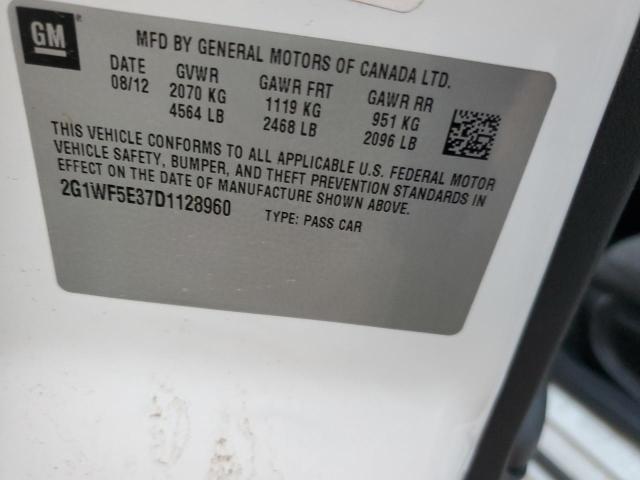 GM
MFD BY GENERAL MOTORS OF CANADA LTD.
DATE GVWR GAWR FRT GAWR RR
08/12 2070 KG 1119 KG 951 KG
4564 LB 2468 LB 2096 LB
THIS VEHICLE CONFORMS TO ALL APPLICABLE U.S. FEDERAL MOTOR
VEHICLE SAFETY, BUMPER, AND THEFT PREVENTION STANDARDS IN
EFFECT ON THE DATE OF MANUFACTURE SHOWN ABOVE.
2G1WF5E37D1128960 TYPE: PASS CAR